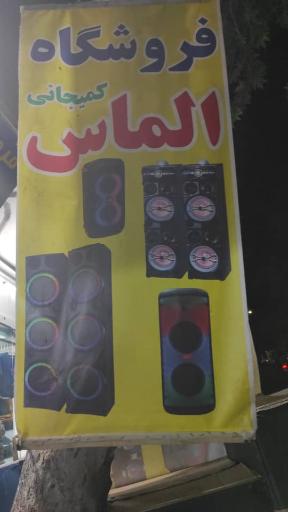 فروشگاه
کمیجانی
الماس